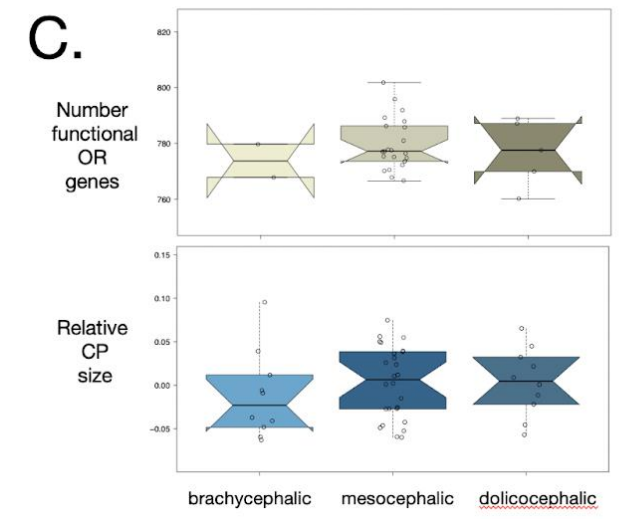 C.
Number
functional
OR
genes
820
800
780
760
Relative
CP
size
0.15
0.10
0.05
0.00
−0.05
brachycephalic mesocephalic dolicocephalic